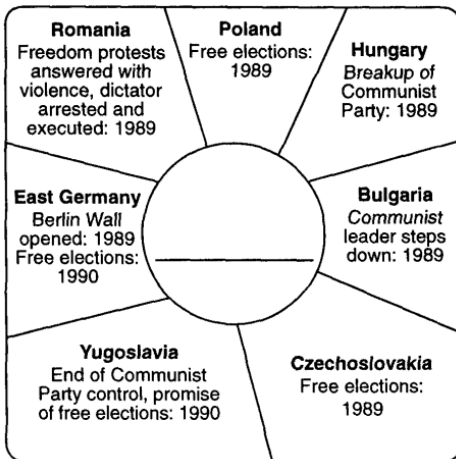 Romania
Freedom protests
answered with
violence, dictator
arrested and
executed: 1989
Poland
Free elections:
1989
Hungary
Breakup of
Communist
Party: 1989
East Germany
Berlin Wall
opened: 1989
Free elections:
1990
Bulgaria
Communist
leader steps
down: 1989
Yugoslavia
End of Communist
Party control, promise
of free elections: 1990
Czechoslovakia
Free elections:
1989